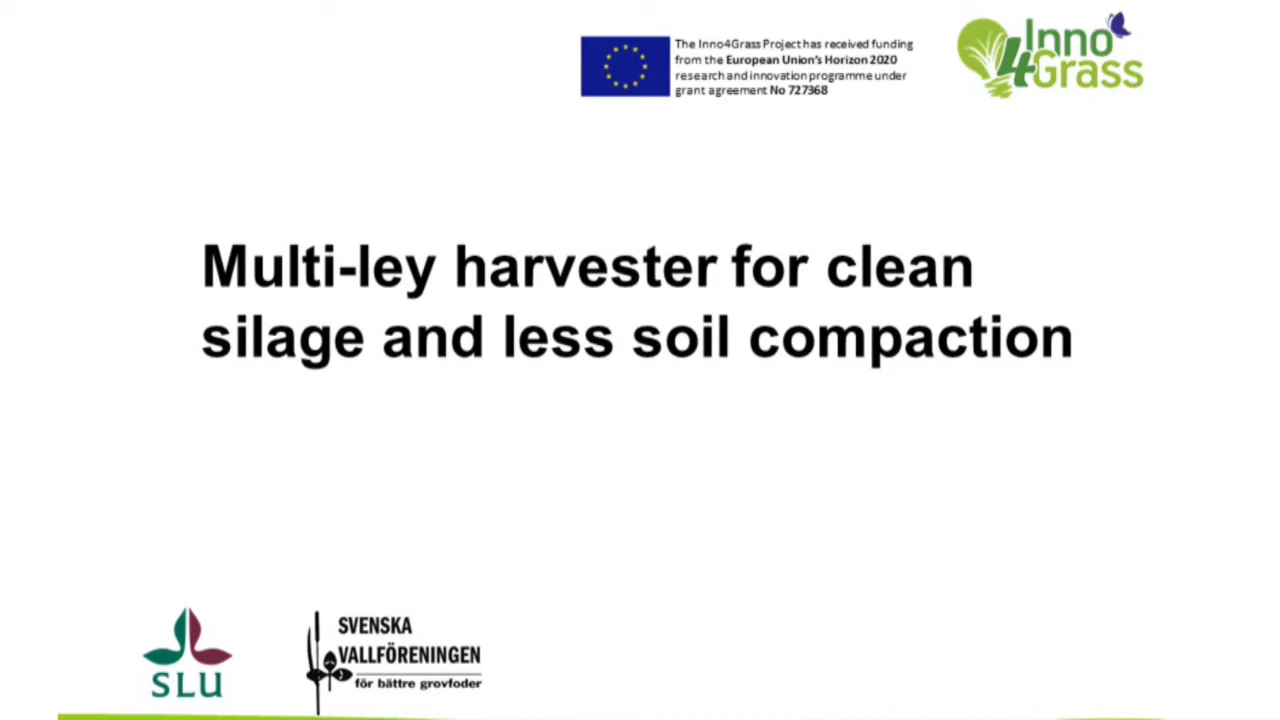 The Inno4Grass Project has received funding
from the European Union's Horizon 2020
research and innovation programme under
grant agreement No 727368
Inno
4Grass
Multi-ley harvester for clean
silage and less soil compaction
SLU
SVENSKA
VALLFÖRENINGEN
för bättre grovfoder